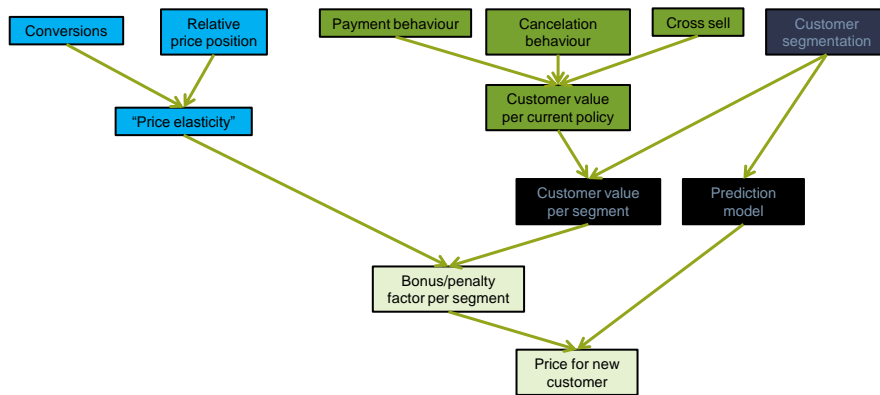 Conversions
Relative
price position
Payment behaviour
Cancelation
behaviour
Cross sell
Customer
segmentation
“Price elasticity”
Customer value
per current policy
Customer value
per segment
Prediction
model
Bonus/penalty
factor per segment
Price for new
customer